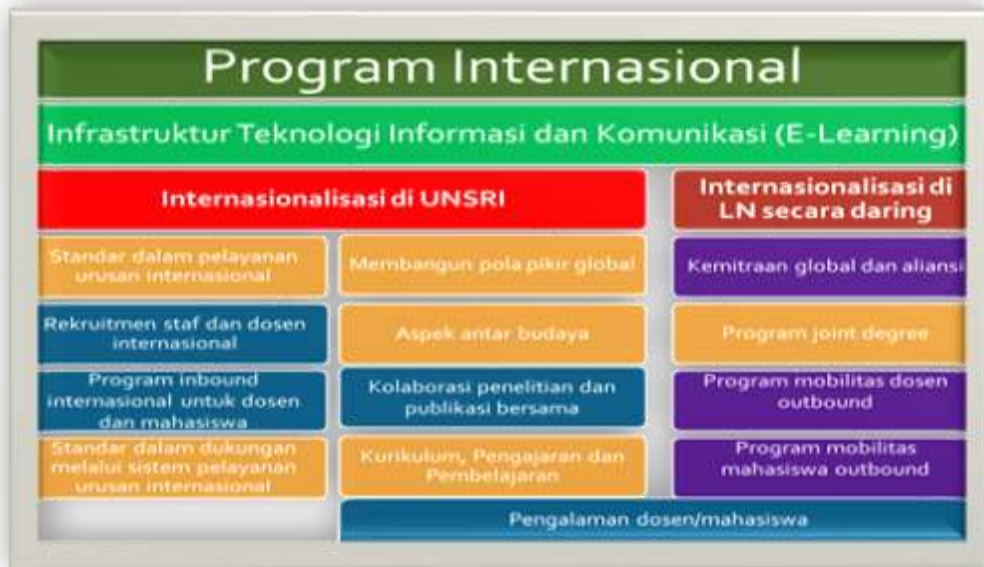 Program Internasional
Infrastruktur Teknologi Informasi dan Komunikasi (E-Learning)
Internasionalisasi di UNSRI
Internasionalisasi di
LN secara daring
Standar dalam pelayanan
urusan internasional
Membangun pola pikir global
Kemitraan global dan aliansi
Rekruitmen staf dan dosen
internasional
Aspek antar budaya
Program joint degree
Program inbound
internasional untuk dosen
dan mahasiswa
Kolaborasi penelitian dan
publikasi bersama
Program mobilitas dosen
outbound
Standar dalam dukungan
melalui sistem pelayanan
urusan internasional
Kurikulum, Pengajaran dan
Pembelajaran
Program mobilitas
mahasiswa outbound
Pengalaman dosen/mahasiswa